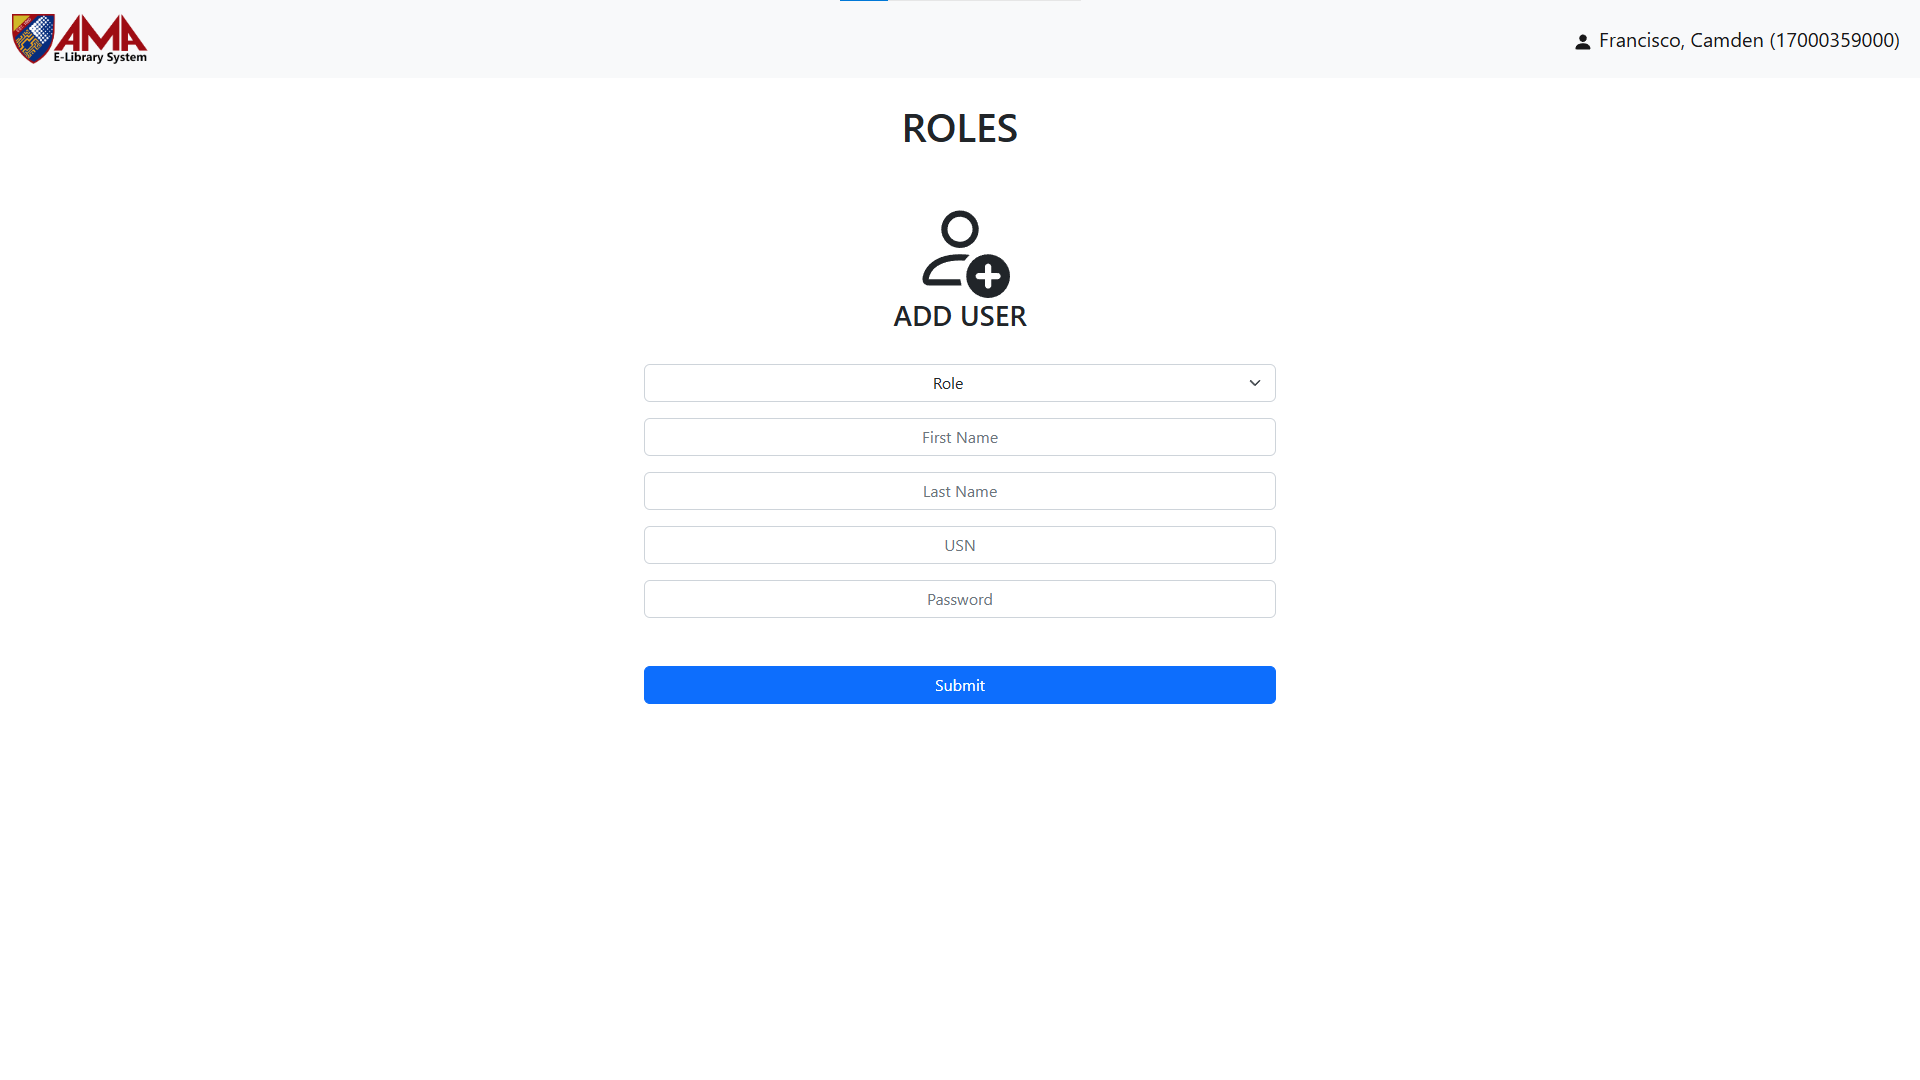 AMA
E-Library System
Francisco, Camden (17000359000)
ROLES
ADD USER
Role
First Name
Last Name
USN
Password
Submit